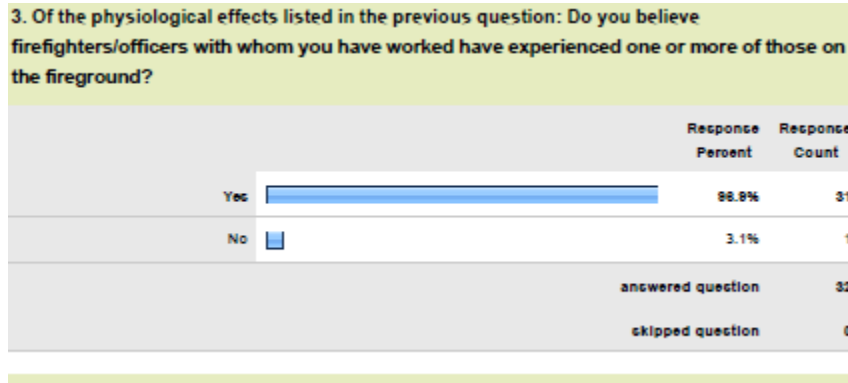 3. Of the physiological effects listed in the previous question: Do you believe
firefighters/officers with whom you have worked have experienced one or more of those on
the fireground?
Response Response
Percent Count
Yes 96.9% 31
No 3.1% 1
answered question 32
skipped question 0